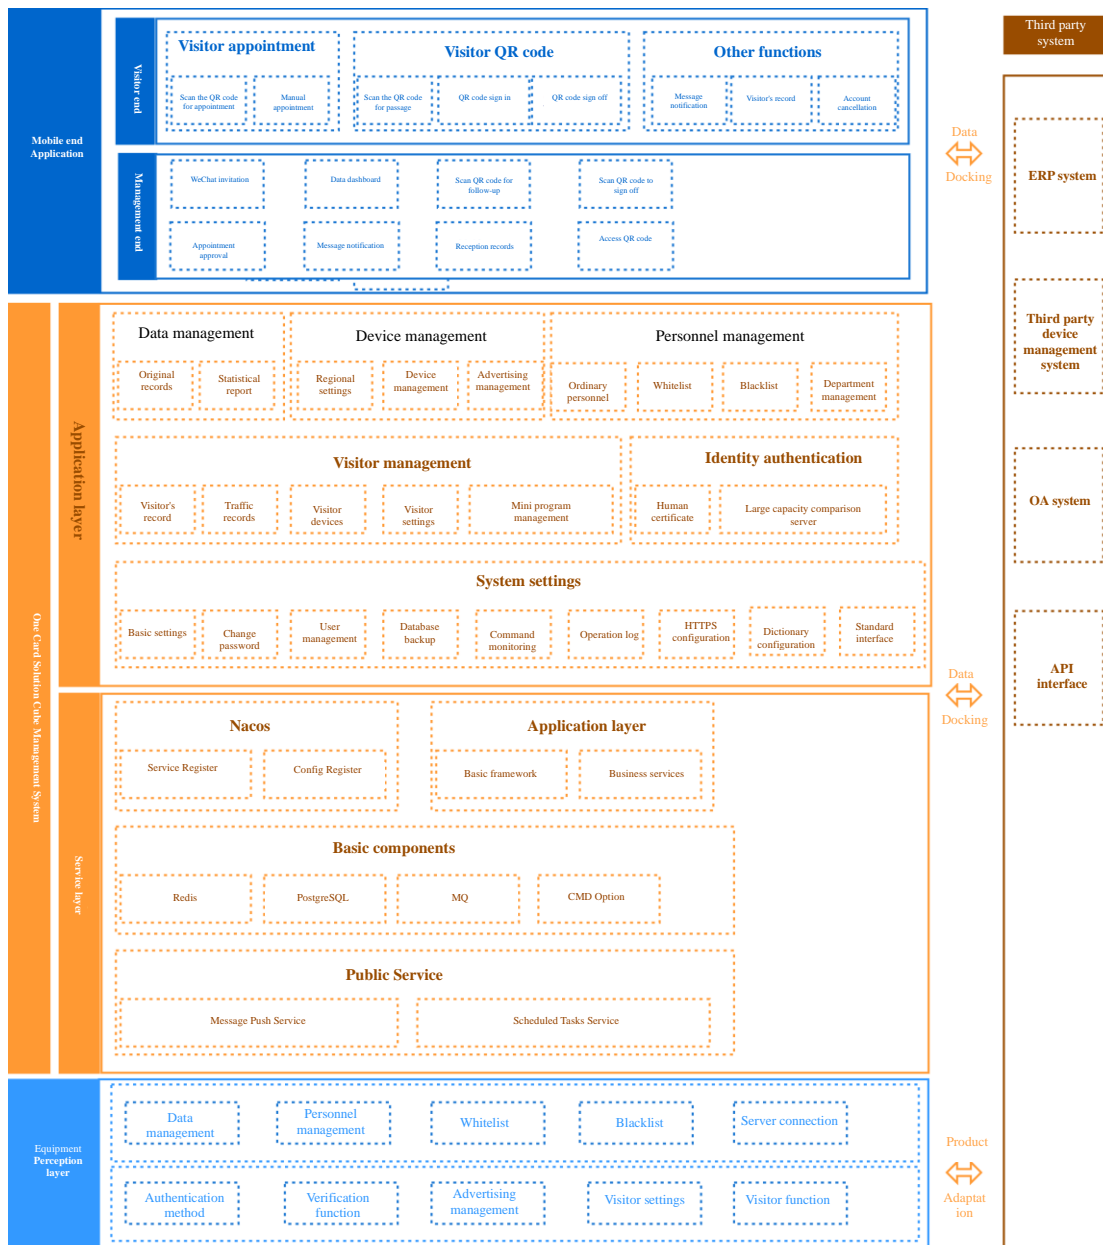 Mobile end
Application
Visitor end
Visitor appointment
Scan the QR code
for appointment
Manual
appointment
Visitor QR code
Scan the QR code
for passage
QR code sign in
QR code sign off
Other functions
Message
notification
Visitor's record
Account
cancellation
Management end
WeChat invitation
Data dashboard
Scan QR code for
follow-up
Scan QR code to
sign off
Appointment
approval
Message notification
Reception records
Access QR code
One Card Solution Cube Management System
Application layer
Data management
Original
records
Statistical
report
Device management
Regional
settings
Device
management
Advertising
management
Personnel management
Ordinary
personnel
Whitelist
Blacklist
Department
management
Visitor management
Visitor's
record
Traffic
records
Visitor
devices
Visitor
settings
Mini program
management
Identity authentication
Human
certificate
Large capacity comparison
server
System settings
Basic settings
Change
password
User
management
Database
backup
Command
monitoring
Operation log
HTTPS
configuration
Dictionary
configuration
Standard
interface
Service layer
Nacos
Service Register
Config Register
Application layer
Basic framework
Business services
Basic components
Redis
PostgreSQL
MQ
CMD Option
Public Service
Message Push Service
Scheduled Tasks Service
Equipment
Perception
layer
Data
management
Personnel
management
Whitelist
Blacklist
Server connection
Authentication
method
Verification
function
Advertising
management
Visitor settings
Visitor function
Data
Docking
Data
Docking
Product
Adaptat
ion
Third party
system
ERP system
Third party
device
management
system
OA system
API
interface